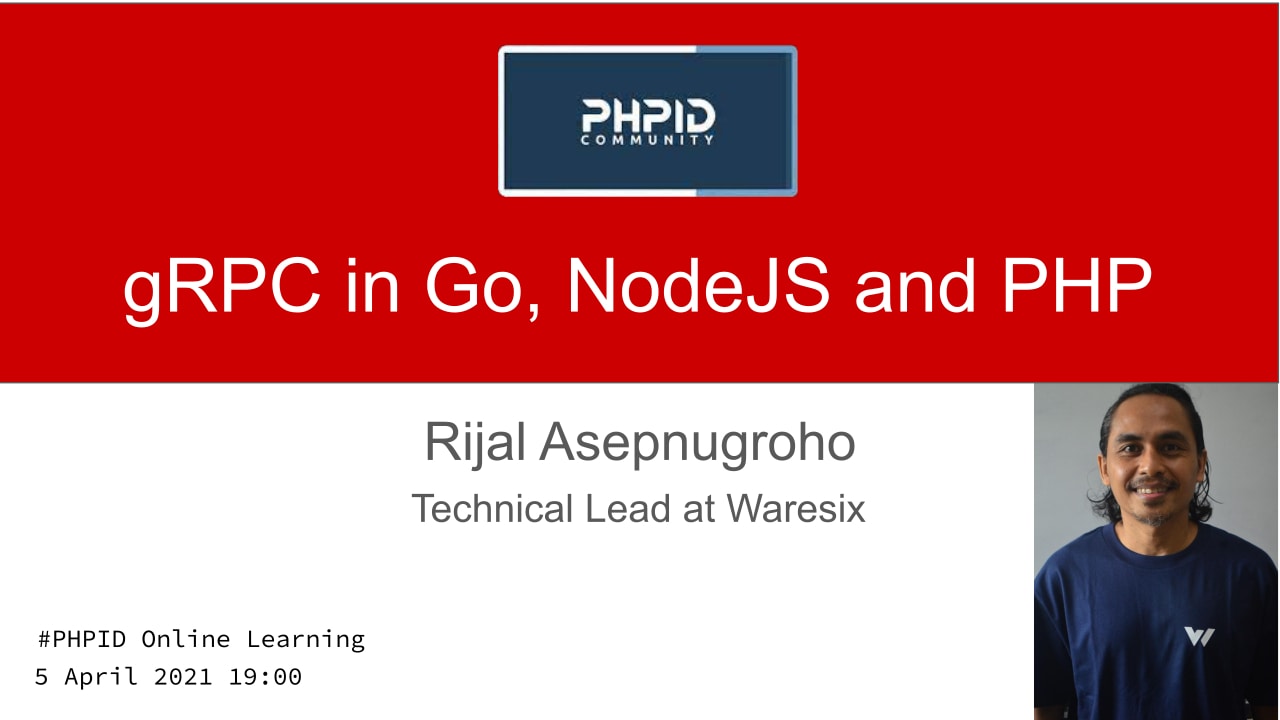 PHPID
COMMUNITY
gRPC in Go, NodeJS and PHP
Rijal Asepnugroho
Technical Lead at Waresix
#PHPID Online Learning
5 April 2021 19:00